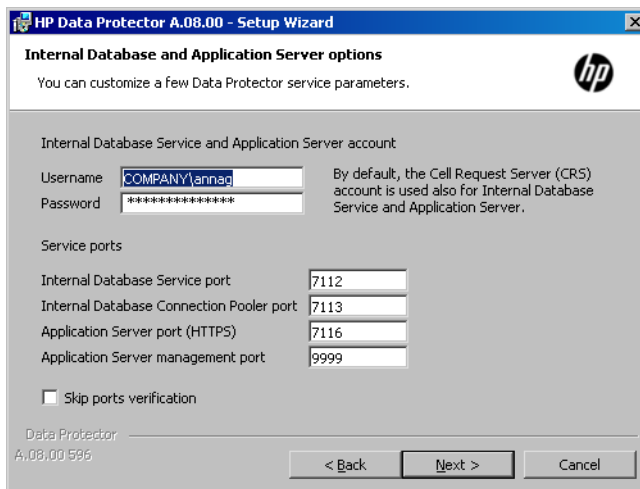 HP Data Protector A.08.00 - Setup Wizard
Internal Database and Application Server options
You can customize a few Data Protector service parameters.
hp
Internal Database Service and Application Server account
Username COMPANY\annag
Password **************
By default, the Cell Request Server (CRS)
account is used also for Internal Database
Service and Application Server.
Service ports
Internal Database Service port 7112
Internal Database Connection Pooler port 7113
Application Server port (HTTPS) 7116
Application Server management port 9999
Skip ports verification
Data Protector
A.08.00 596
< Back
Next >
Cancel